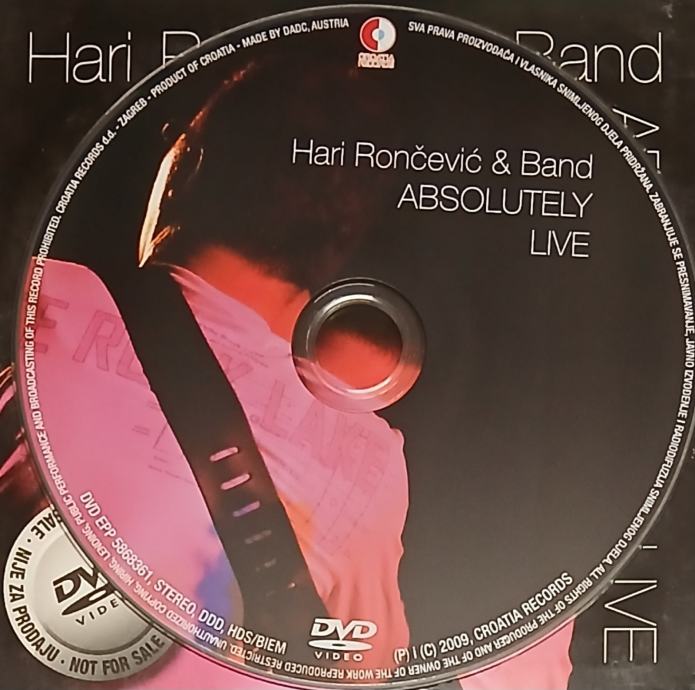 Hari
Band
LIVE
SVA PRAVA PROIZVOĐAČA I VLASNIKA SNIMLJENOG DJELA PRIDRŽANA. ZABRANJUJE SE PRESNIMAVANJE, JAVNO IZVOĐENJE I RADIODIFUZIJA SNIMLJENOG DJELA. ALL RIGHTS OF THE PRODUCER AND OF THE OWNER OF THE WORK REPRODUCED RESTRICTED. UNAUTHORIZED COPYING, HIRING, LENDING, PUBLIC PERFORMANCE AND BROADCASTING OF THIS RECORD PROHIBITED. CROATIA RECORDS d.d. - ZAGREB - PRODUCT OF CROATIA - MADE BY DADC, AUSTRIA
CROATIA RECORDS
Hari Rončević & Band
ABSOLUTELY
LIVE
DVD EPP 5868361, STEREO, DDD, HDS/BIEM
DVD
VIDEO
(P) I (C) 2009, CROATIA RECORDS
NIJE ZA PRODAJU - NOT FOR SALE